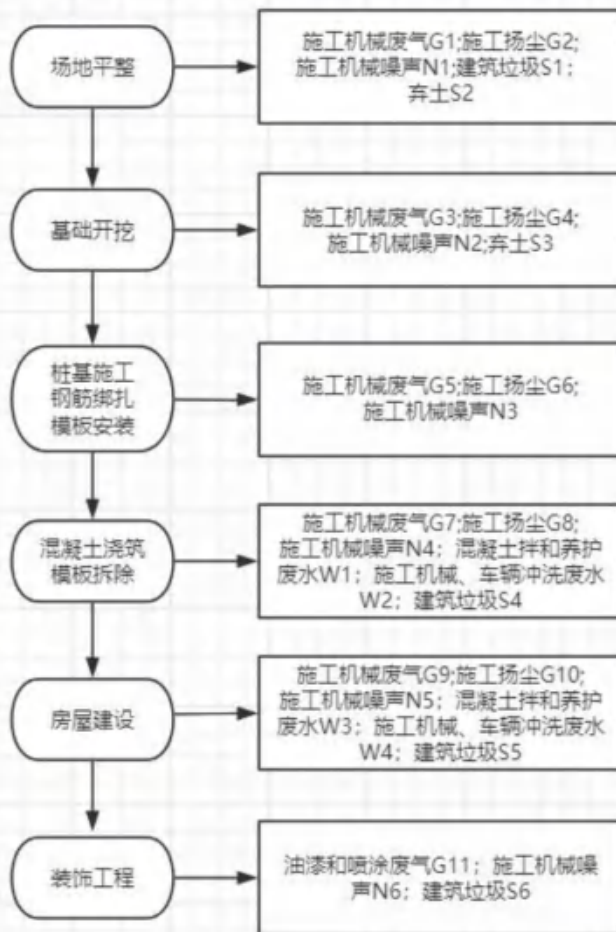 场地平整
施工机械废气G1;施工扬尘G2;
施工机械噪声N1;建筑垃圾S1；
弃土S2
基础开挖
施工机械废气G3;施工扬尘G4;
施工机械噪声N2;弃土S3
桩基施工
钢筋绑扎
模板安装
施工机械废气G5;施工扬尘G6;
施工机械噪声N3
混凝土浇筑
模板拆除
施工机械废气G7;施工扬尘G8;
施工机械噪声N4；混凝土拌和养护
废水W1；施工机械、车辆冲洗废水
W2；建筑垃圾S4
房屋建设
施工机械废气G9;施工扬尘G10;
施工机械噪声N5；混凝土拌和养护
废水W3；施工机械、车辆冲洗废水
W4；建筑垃圾S5
装饰工程
油漆和喷涂废气G11；施工机械噪
声N6；建筑垃圾S6